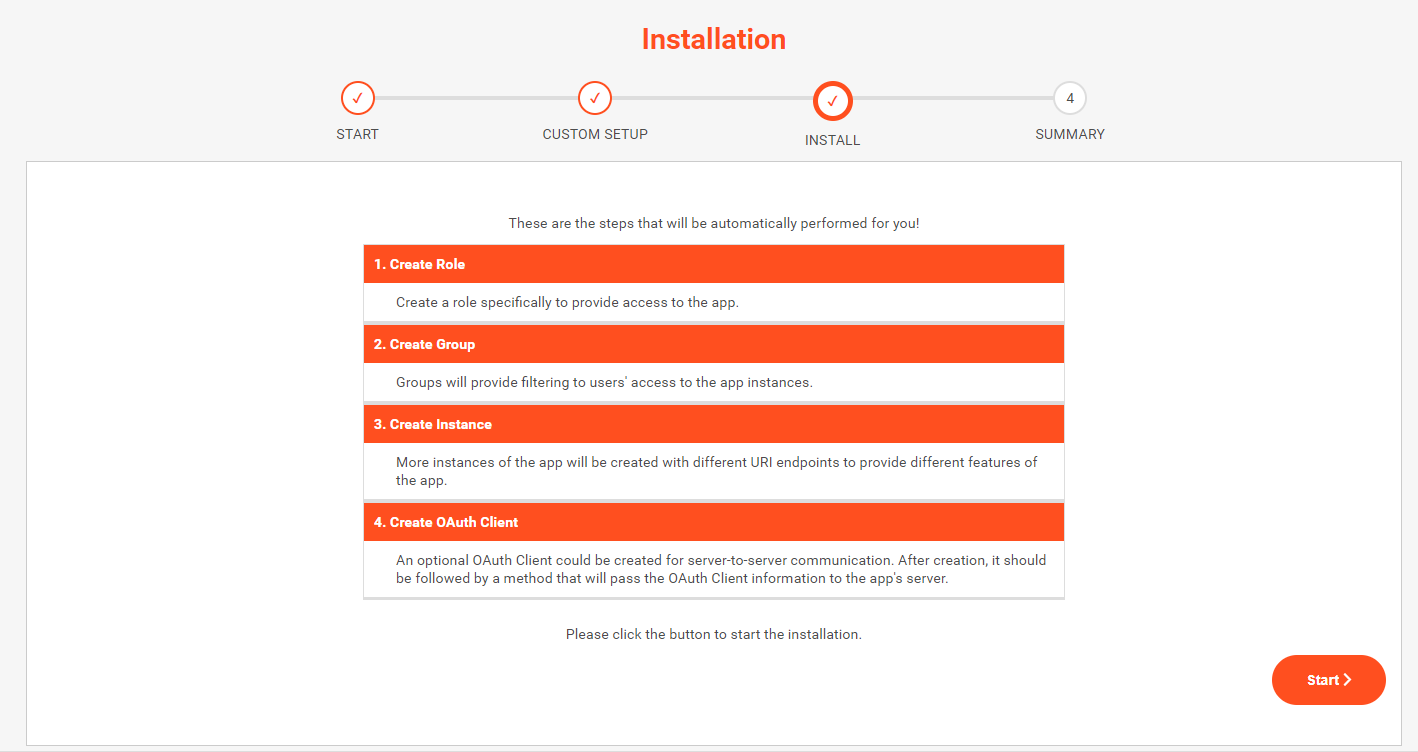 Installation
✓ ✓ ✓ 4
START CUSTOM SETUP INSTALL SUMMARY
These are the steps that will be automatically performed for you!
1. Create Role
Create a role specifically to provide access to the app.
2. Create Group
Groups will provide filtering to users' access to the app instances.
3. Create Instance
More instances of the app will be created with different URI endpoints to provide different features of
the app.
4. Create OAuth Client
An optional OAuth Client could be created for server-to-server communication. After creation, it should
be followed by a method that will pass the OAuth Client information to the app's server.
Please click the button to start the installation.
Start